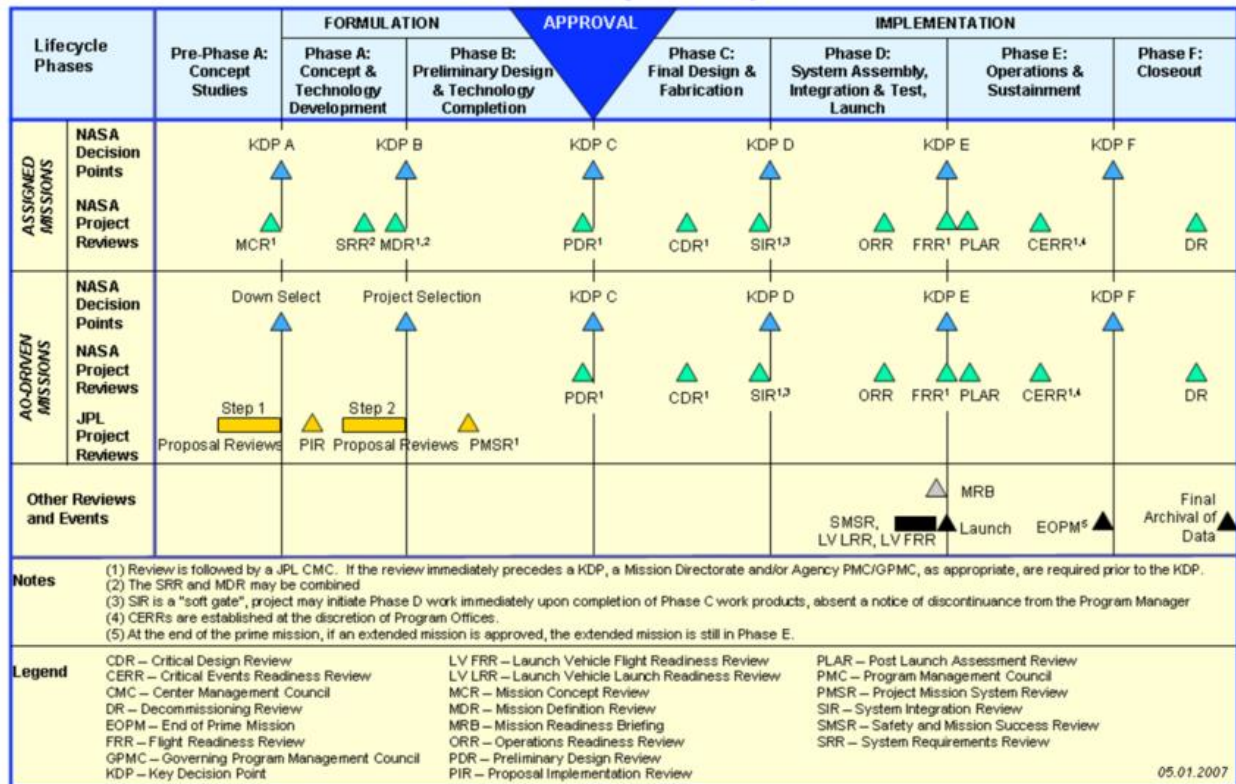 FORMULATION
APPROVAL
IMPLEMENTATION
Lifecycle
Phases
Pre-Phase A:
Concept
Studies
Phase A:
Concept &
Technology
Development
Phase B:
Preliminary Design
& Technology
Completion
Phase C:
Final Design &
Fabrication
Phase D:
System Assembly,
Integration & Test,
Launch
Phase E:
Operations &
Sustainment
Phase F:
Closeout
ASSIGNED
MISSIONS
NASA
Decision
Points
KDP A
KDP B
KDP C
KDP D
KDP E
KDP F
NASA
Project
Reviews
MCR¹
SRR²
MDR¹,²
PDR¹
CDR¹
SIR¹,³
ORR
FRR¹
PLAR
CERR¹,⁴
DR
AO-DRIVEN
MISSIONS
NASA
Decision
Points
Down Select
Project Selection
KDP C
KDP D
KDP E
KDP F
NASA
Project
Reviews
PDR¹
CDR¹
SIR¹,³
ORR
FRR¹
PLAR
CERR¹,⁴
DR
JPL
Project
Reviews
Step 1
Proposal Reviews
PIR
Step 2
Proposal Reviews
PMSR¹
Other Reviews
and Events
MRB
SMSR,
LV LRR, LV FRR
Launch
EOPM⁵
Final
Archival of
Data
Notes
(1) Review is followed by a JPL CMC. If the review immediately precedes a KDP, a Mission Directorate and/or Agency PMC/GPMC, as appropriate, are required prior to the KDP.
(2) The SRR and MDR may be combined
(3) SIR is a "soft gate", project may initiate Phase D work immediately upon completion of Phase C work products, absent a notice of discontinuance from the Program Manager
(4) CERRs are established at the discretion of Program Offices.
(5) At the end of the prime mission, if an extended mission is approved, the extended mission is still in Phase E.
Legend
CDR – Critical Design Review
CERR – Critical Events Readiness Review
CMC – Center Management Council
DR – Decommissioning Review
EOPM – End of Prime Mission
FRR – Flight Readiness Review
GPMC – Governing Program Management Council
KDP – Key Decision Point
LV FRR – Launch Vehicle Flight Readiness Review
LV LRR – Launch Vehicle Launch Readiness Review
MCR – Mission Concept Review
MDR – Mission Definition Review
MRB – Mission Readiness Briefing
ORR – Operations Readiness Review
PDR – Preliminary Design Review
PIR – Proposal Implementation Review
PLAR – Post Launch Assessment Review
PMC – Program Management Council
PMSR – Project Mission System Review
SIR – System Integration Review
SMSR – Safety and Mission Success Review
SRR – System Requirements Review
05.01.2007